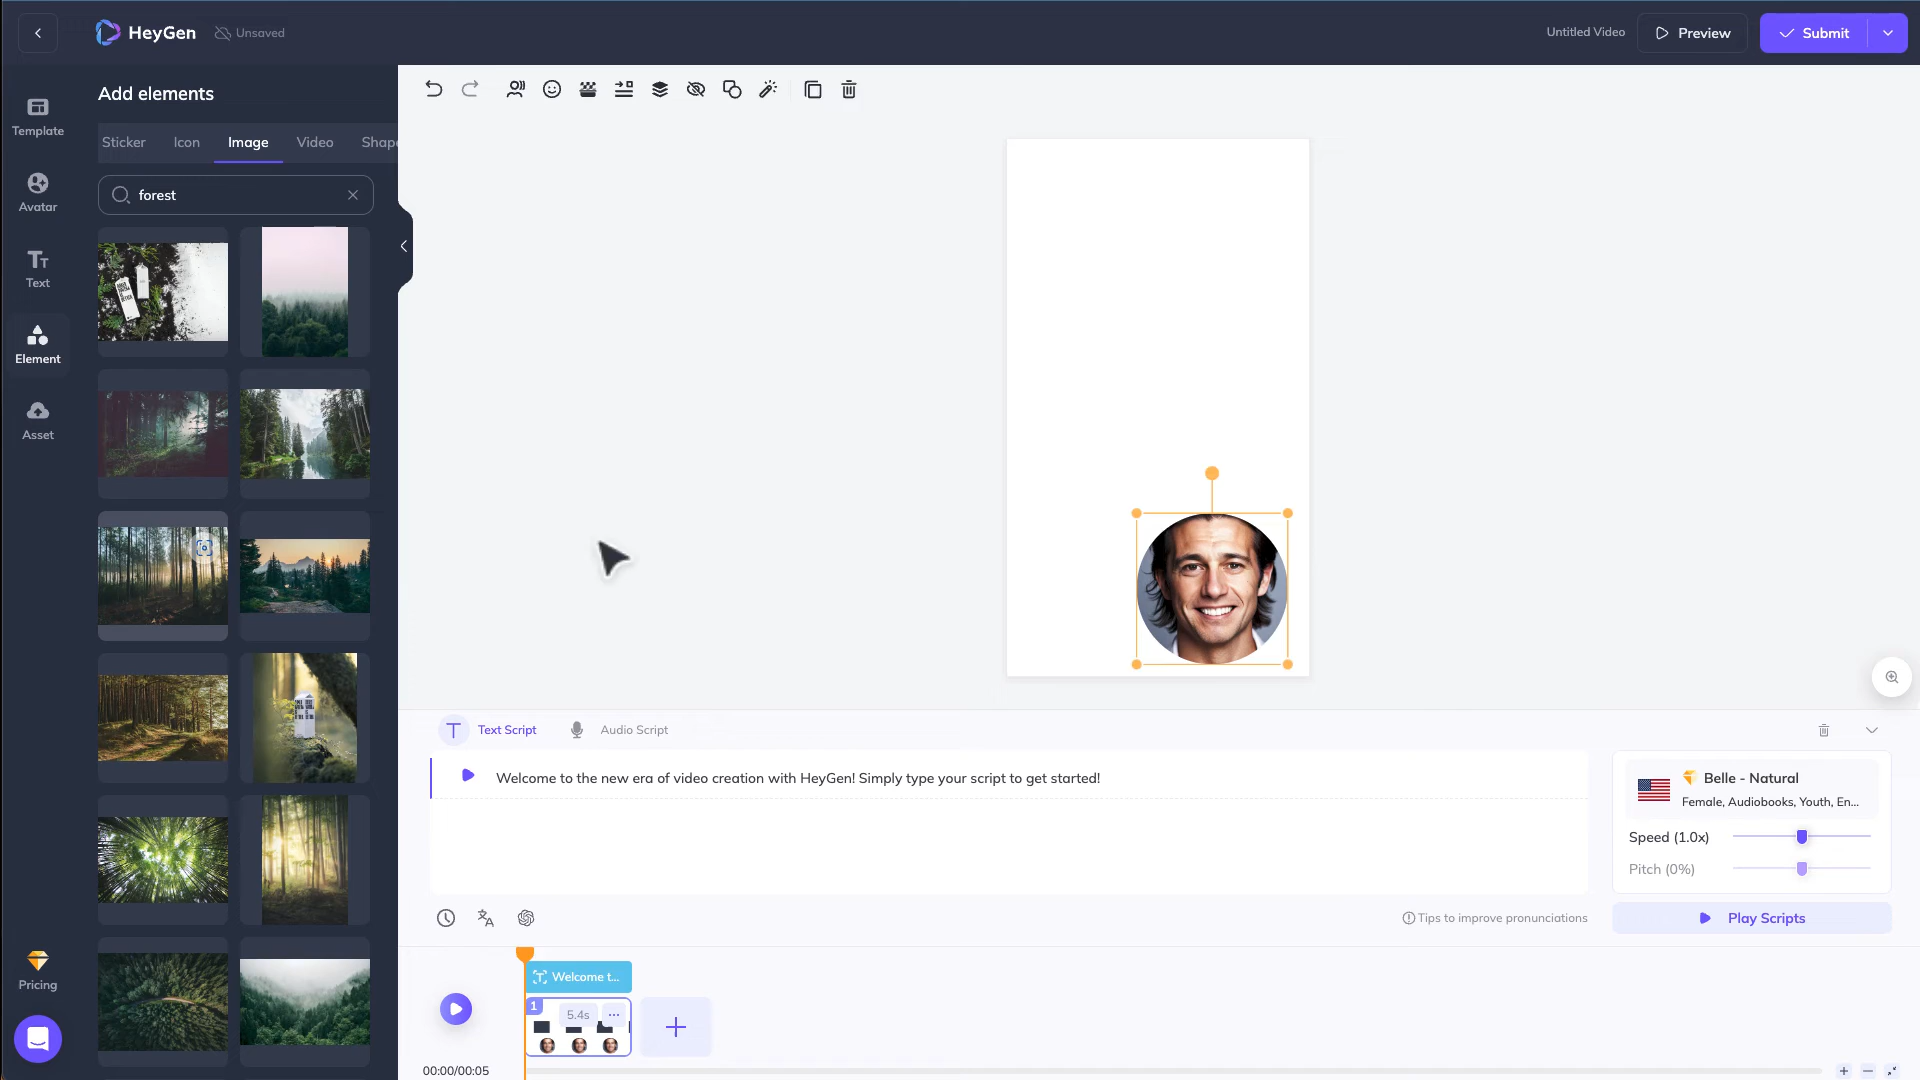 HeyGen
Unsaved
Untitled Video
Preview
Submit
Template
Avatar
Text
Element
Asset
Pricing
Add elements
Sticker
Icon
Image
Video
Shape
forest
Text Script
Audio Script
Welcome to the new era of video creation with HeyGen! Simply type your script to get started!
Belle - Natural
Female, Audiobooks, Youth, En...
Speed (1.0x)
Pitch (0%)
Tips to improve pronunciations
Play Scripts
Welcome t...
1
5.4s
00:00/00:05